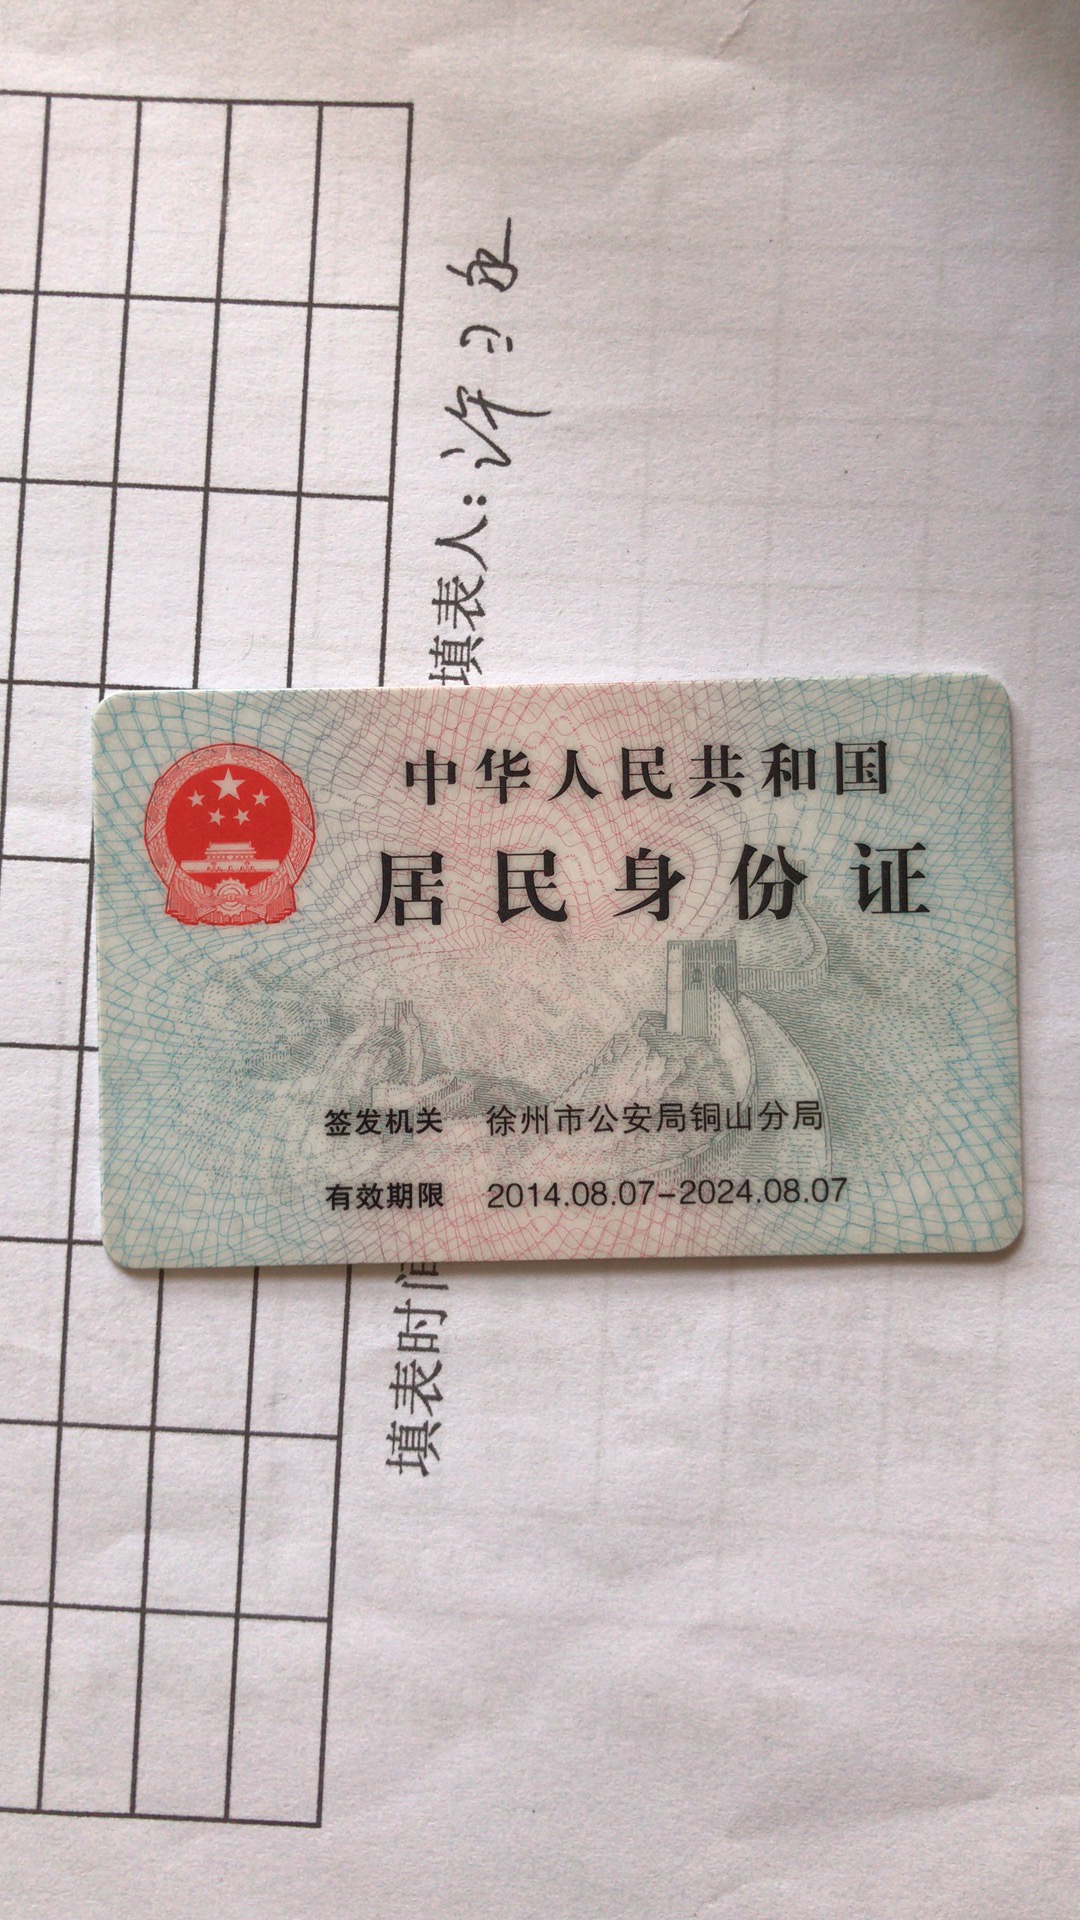 中华人民共和国
居民身份证
签发机关 徐州市公安局铜山分局
有效期限 2014.08.07-2024.08.07
填表人：许
填表时间